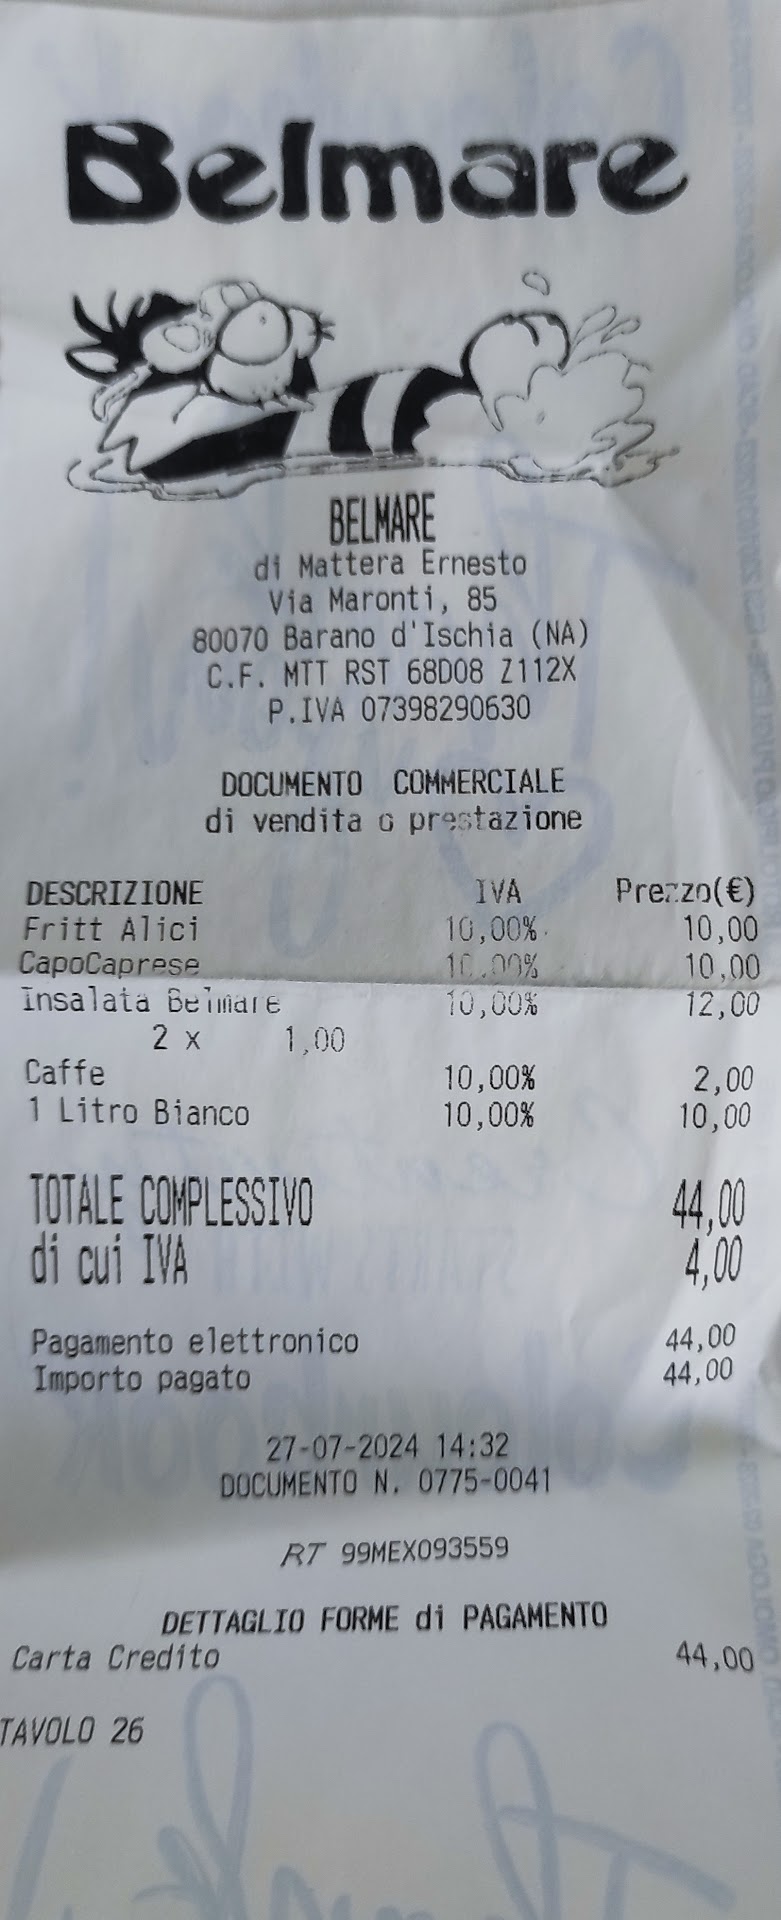 Belmare
BELMARE
di Mattera Ernesto
Via Maronti, 85
80070 Barano d'Ischia (NA)
C.F. MTT RST 68D08 Z112X
P.IVA 07398290630
DOCUMENTO COMMERCIALE
di vendita o prestazione
DESCRIZIONE IVA Prezzo(€)
Fritt Alici 10,00% 10,00
CapoCaprese 10,00% 10,00
Insalata Belmare 10,00% 12,00
2 x 1,00
Caffe 10,00% 2,00
1 Litro Bianco 10,00% 10,00
TOTALE COMPLESSIVO 44,00
di cui IVA 4,00
Pagamento elettronico 44,00
Importo pagato 44,00
27-07-2024 14:32
DOCUMENTO N. 0775-0041
RT 99MEX093559
DETTAGLIO FORME di PAGAMENTO
Carta Credito 44,00
TAVOLO 26